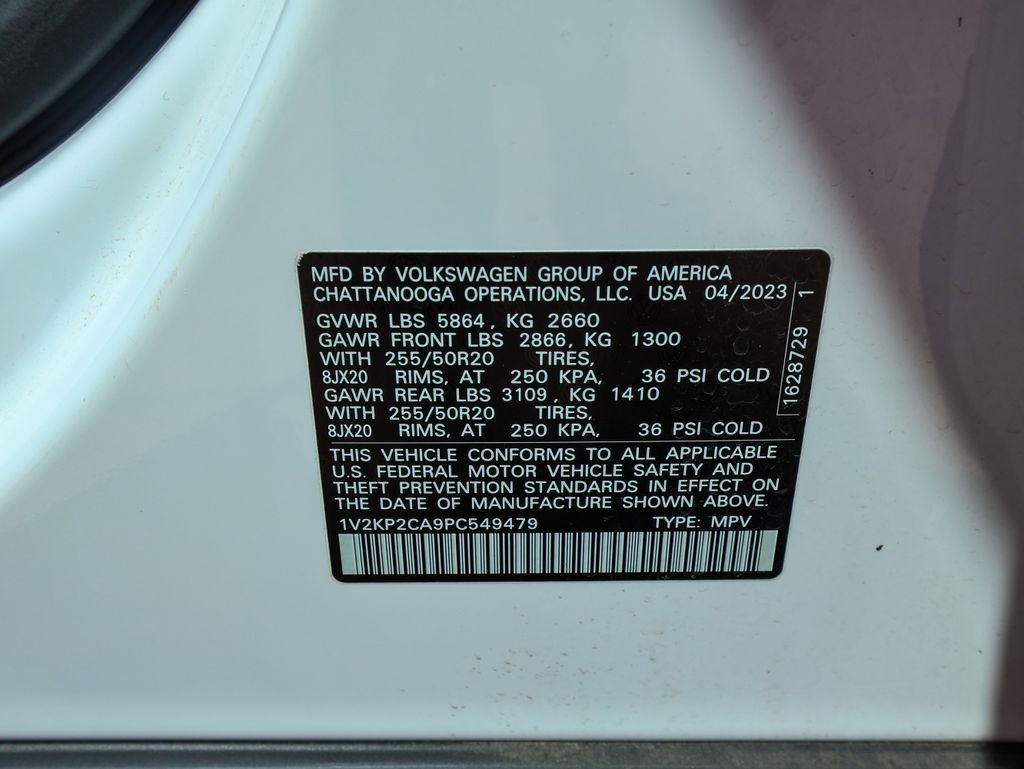 MFD BY VOLKSWAGEN GROUP OF AMERICA
CHATTANOOGA OPERATIONS, LLC. USA 04/2023
GVWR LBS 5864, KG 2660
GAWR FRONT LBS 2866, KG 1300
WITH 255/50R20 TIRES,
8JX20 RIMS, AT 250 KPA, 36 PSI COLD
GAWR REAR LBS 3109, KG 1410
WITH 255/50R20 TIRES,
8JX20 RIMS, AT 250 KPA, 36 PSI COLD
1628729 1
THIS VEHICLE CONFORMS TO ALL APPLICABLE
U.S. FEDERAL MOTOR VEHICLE SAFETY AND
THEFT PREVENTION STANDARDS IN EFFECT ON
THE DATE OF MANUFACTURE SHOWN ABOVE.
1V2KP2CA9PC549479 TYPE: MPV